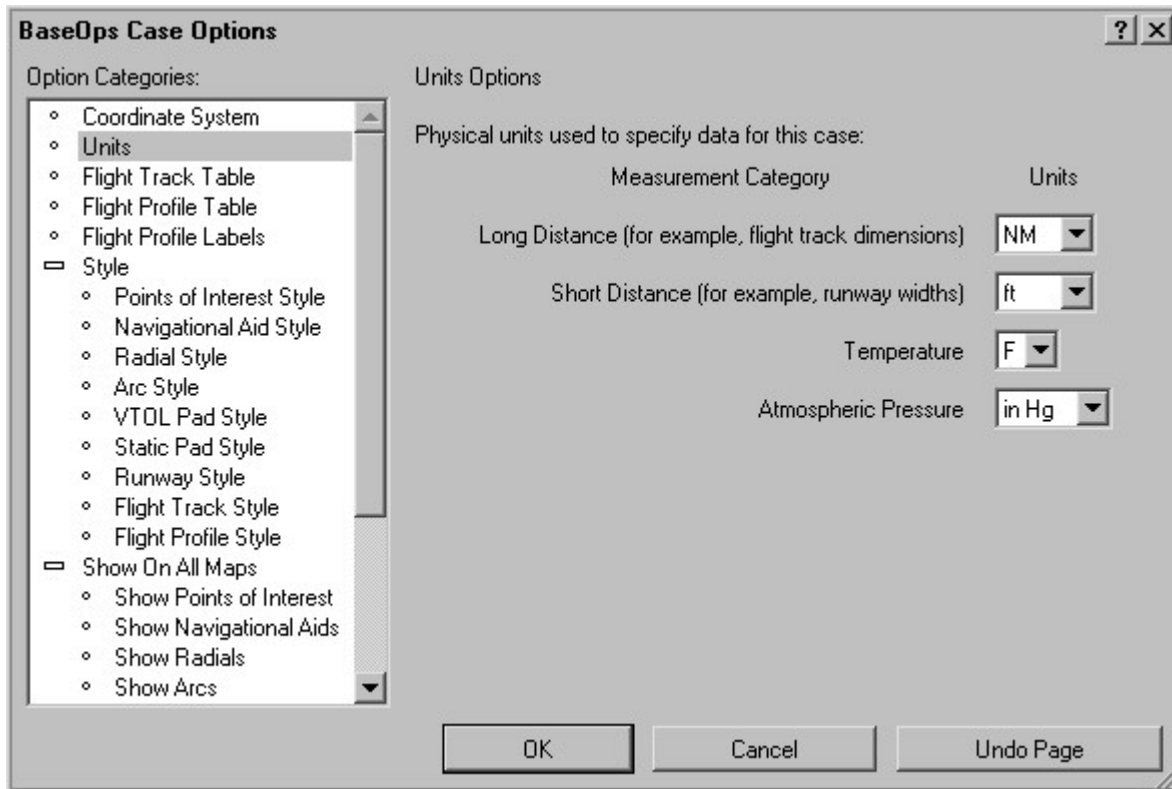 BaseOps Case Options
?
Option Categories:
Coordinate System
Units
Flight Track Table
Flight Profile Table
Flight Profile Labels
Style
Points of Interest Style
Navigational Aid Style
Radial Style
Arc Style
VTOL Pad Style
Static Pad Style
Runway Style
Flight Track Style
Flight Profile Style
Show On All Maps
Show Points of Interest
Show Navigational Aids
Show Radials
Show Arcs
Units Options
Physical units used to specify data for this case:
Measurement Category Units
Long Distance (for example, flight track dimensions) NM
Short Distance (for example, runway widths) ft
Temperature F
Atmospheric Pressure in Hg
OK Cancel Undo Page